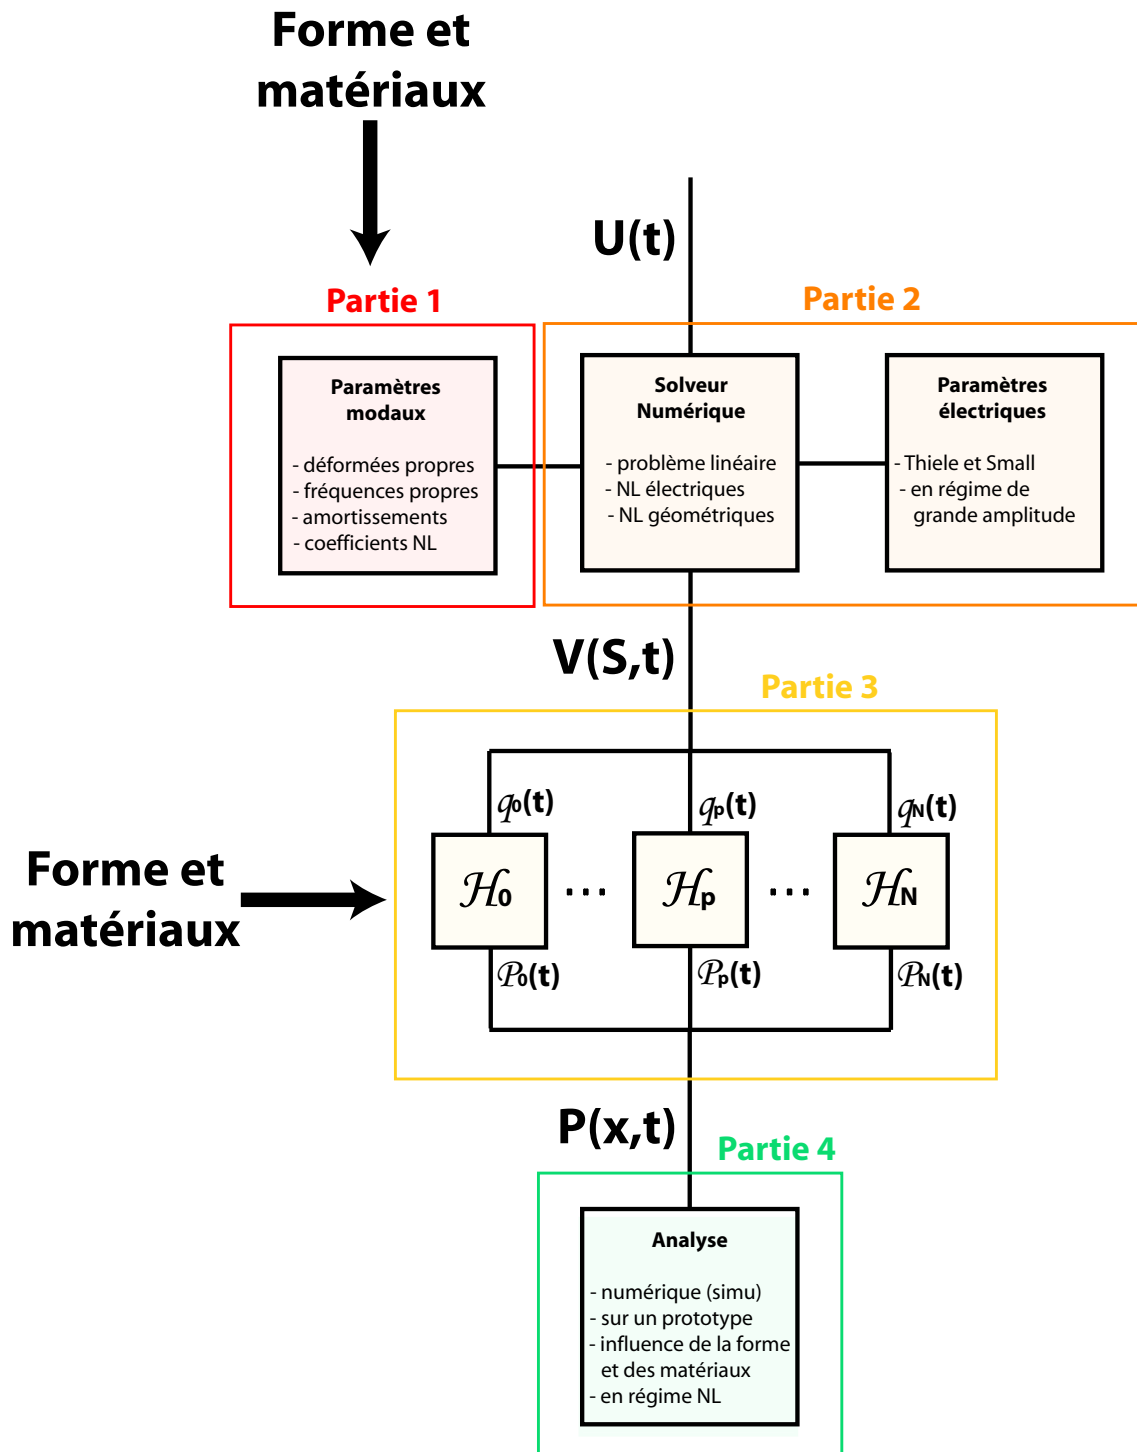 Forme et
matériaux
U(t)
Partie 1
Partie 2
Paramètres
modaux
- déformées propres
- fréquences propres
- amortissements
- coefficients NL
Solveur
Numérique
- problème linéaire
- NL électriques
- NL géométriques
Paramètres
électriques
- Thiele et Small
- en régime de
grande amplitude
V(S,t)
Partie 3
q0(t)
qp(t)
qN(t)
Forme et
matériaux
H0
...
Hp
...
HN
P0(t)
Pp(t)
PN(t)
P(x,t)
Partie 4
Analyse
- numérique (simu)
- sur un prototype
- influence de la forme
et des matériaux
- en régime NL